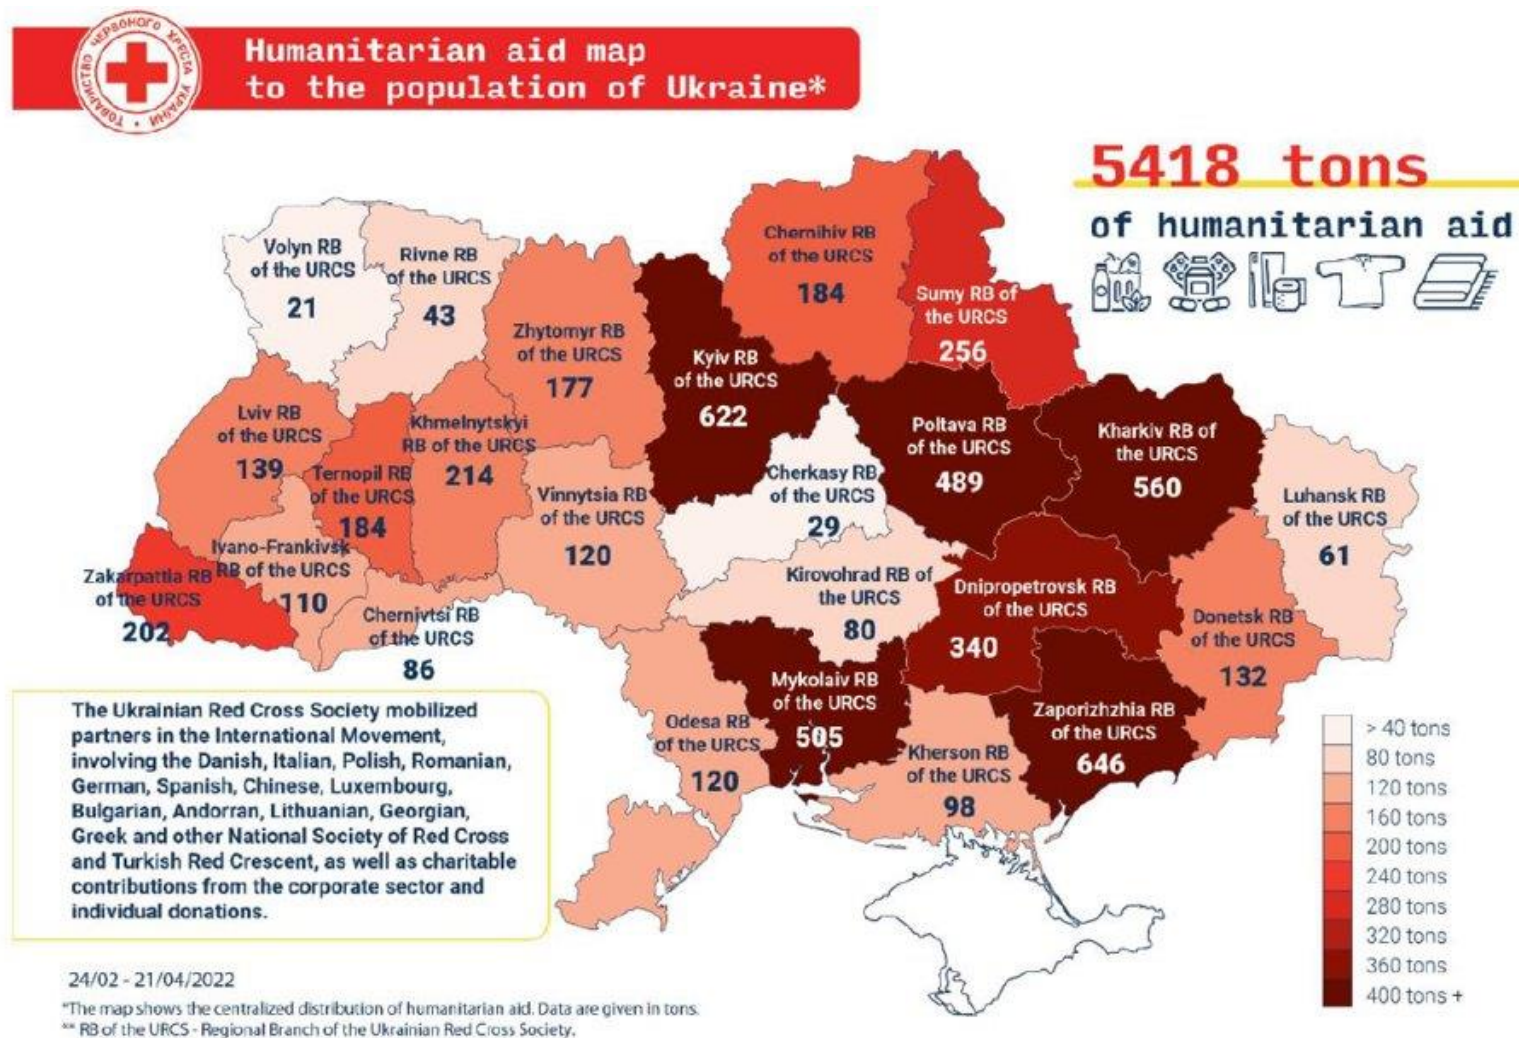 ТОВАРИСТВО ЧЕРВОНОГО ХРЕСТА УКРАЇНИ
Humanitarian aid map
to the population of Ukraine*
5418 tons
of humanitarian aid
Volyn RB
of the URCS
21
Rivne RB
of the URCS
43
Zhytomyr RB
of the URCS
177
Kyiv RB
of the URCS
622
Chernihiv RB
of the URCS
184
Sumy RB of
the URCS
256
Lviv RB
of the URCS
139
Ternopil RB
of the URCS
184
Khmelnytskyi
RB of the URCS
214
Vinnytsia RB
of the URCS
120
Cherkasy RB
of the URCS
29
Poltava RB
of the URCS
489
Kharkiv RB of
the URCS
560
Luhansk RB
of the URCS
61
Zakarpattia RB
of the URCS
202
Ivano-Frankivsk
RB of the URCS
110
Chernivtsi RB
of the URCS
86
Kirovohrad RB of
the URCS
80
Dnipropetrovsk RB
of the URCS
340
Donetsk RB
of the URCS
132
Odesa RB
of the URCS
120
Mykolaiv RB
of the URCS
505
Kherson RB
of the URCS
98
Zaporizhzhia RB
of the URCS
646
The Ukrainian Red Cross Society mobilized
partners in the International Movement,
involving the Danish, Italian, Polish, Romanian,
German, Spanish, Chinese, Luxembourg,
Bulgarian, Andorran, Lithuanian, Georgian,
Greek and other National Society of Red Cross
and Turkish Red Crescent, as well as charitable
contributions from the corporate sector and
individual donations.
> 40 tons
80 tons
120 tons
160 tons
200 tons
240 tons
280 tons
320 tons
360 tons
400 tons +
24/02 - 21/04/2022
*The map shows the centralized distribution of humanitarian aid. Data are given in tons.
** RB of the URCS - Regional Branch of the Ukrainian Red Cross Society.